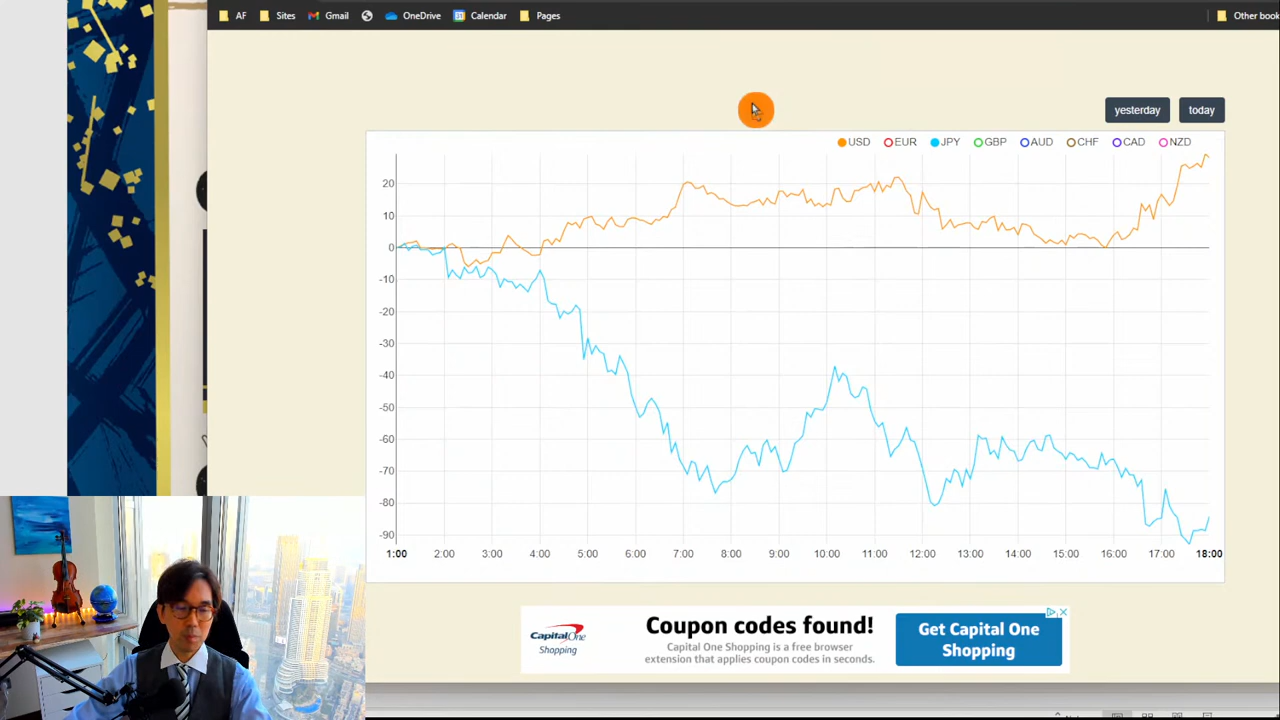 AF Sites Gmail OneDrive Calendar Pages Other book
yesterday today
USD EUR JPY GBP AUD CHF CAD NZD
20
10
0
-10
-20
-30
-40
-50
-60
-70
-80
-90
1:00 2:00 3:00 4:00 5:00 6:00 7:00 8:00 9:00 10:00 11:00 12:00 13:00 14:00 15:00 16:00 17:00 18:00
Capital One
Shopping
Coupon codes found!
Capital One Shopping is a free browser
extension that applies coupon codes in seconds.
Get Capital One
Shopping